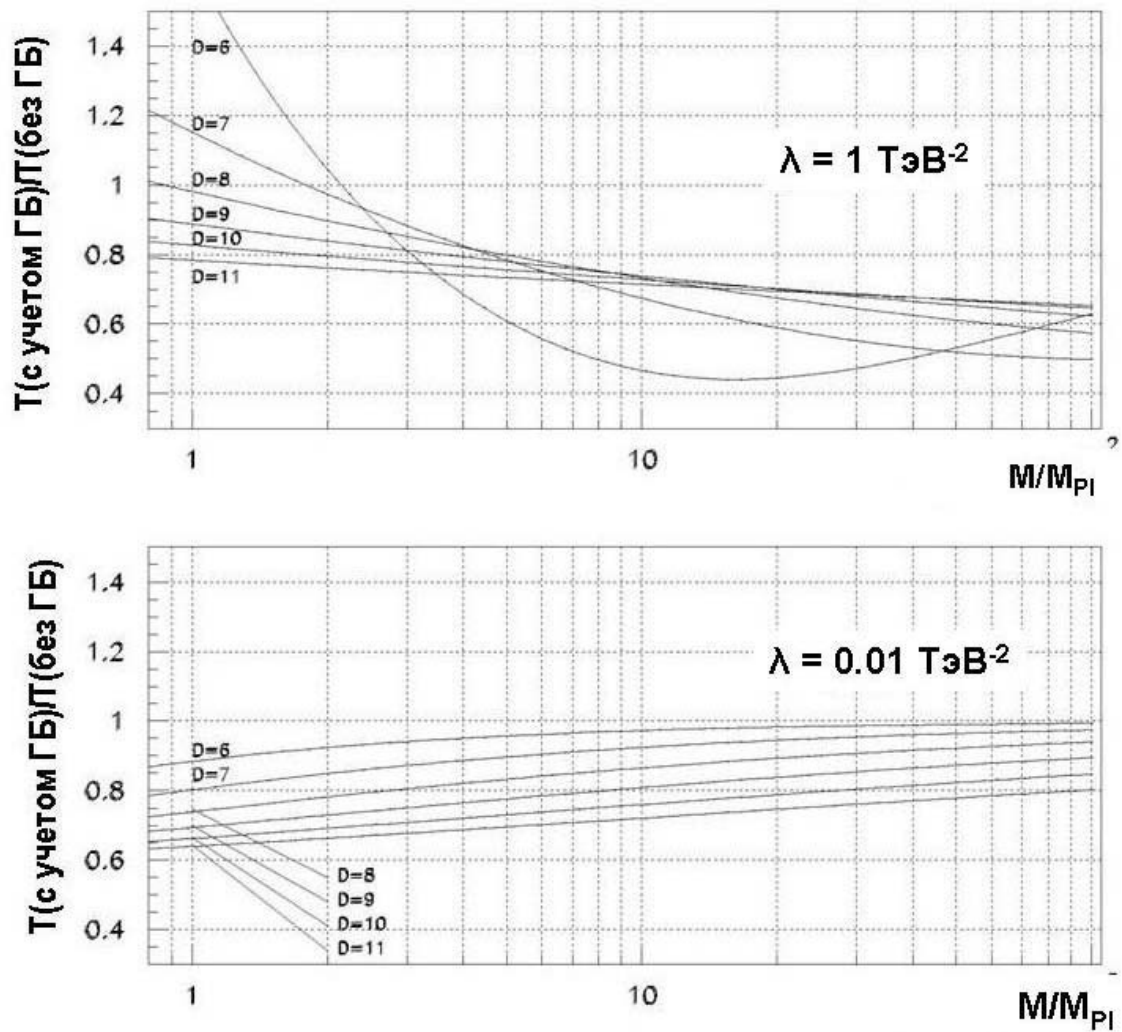 T(с учетом ГБ)/T(без ГБ)
1.4
1.2
1
0.8
0.6
0.4
D=6
D=7
D=8
D=9
D=10
D=11
λ = 1 ТэВ-2
1
10
2
M/MPl
T(с учетом ГБ)/T(без ГБ)
1.4
1.2
1
0.8
0.6
0.4
λ = 0.01 ТэВ-2
D=6
D=7
D=8
D=9
D=10
D=11
1
10
M/MPl